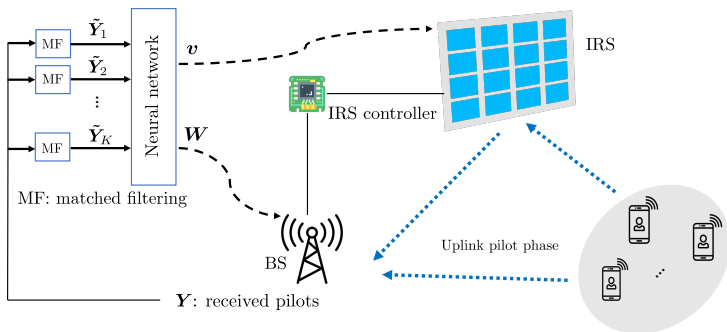 MF
Ỹ₁
MF
Ỹ₂
...
MF
Ỹ_K
MF: matched filtering
Neural network
v
W
IRS
IRS controller
BS
Uplink pilot phase
...
Y: received pilots